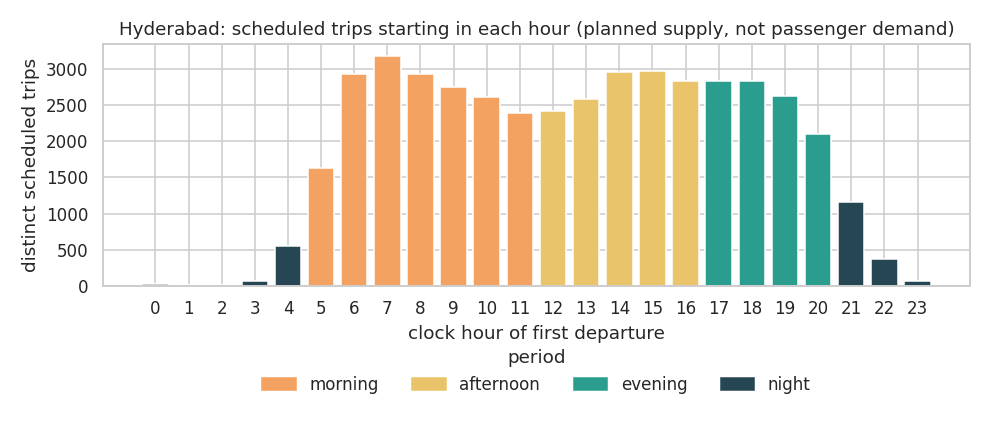 Hyderabad: scheduled trips starting in each hour (planned supply, not passenger demand)
distinct scheduled trips
3000
2500
2000
1500
1000
500
0
0 1 2 3 4 5 6 7 8 9 10 11 12 13 14 15 16 17 18 19 20 21 22 23
clock hour of first departure
period
morning afternoon evening night